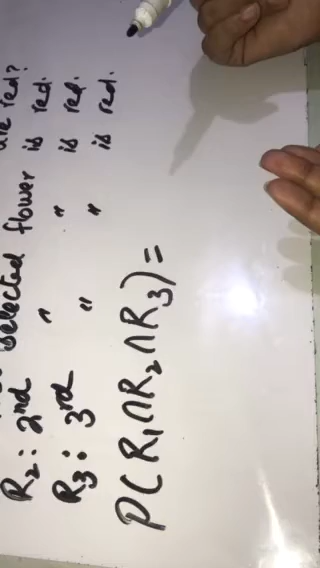 are red?
selected flower is red.
R₂: 2nd " " is red.
R₃: 3rd " " is red.
P(R₁∩R₂∩R₃) =